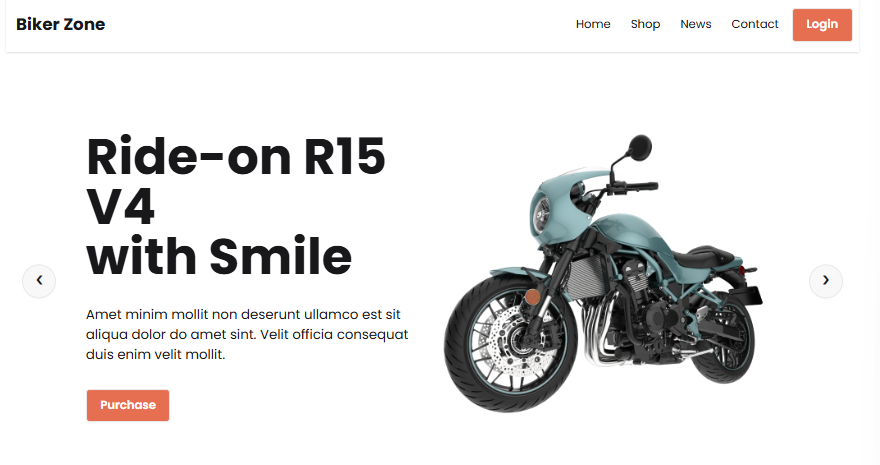 Biker Zone
Home Shop News Contact Login
Ride-on R15
V4
with Smile
Amet minim mollit non deserunt ullamco est sit
aliqua dolor do amet sint. Velit officia consequat
duis enim velit mollit.
Purchase